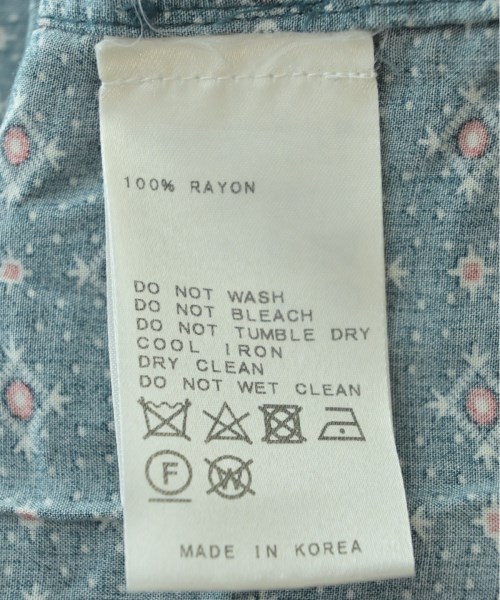 100% RAYON
DO NOT WASH
DO NOT BLEACH
DO NOT TUMBLE DRY
COOL IRON
DRY CLEAN
DO NOT WET CLEAN
F W
MADE IN KOREA